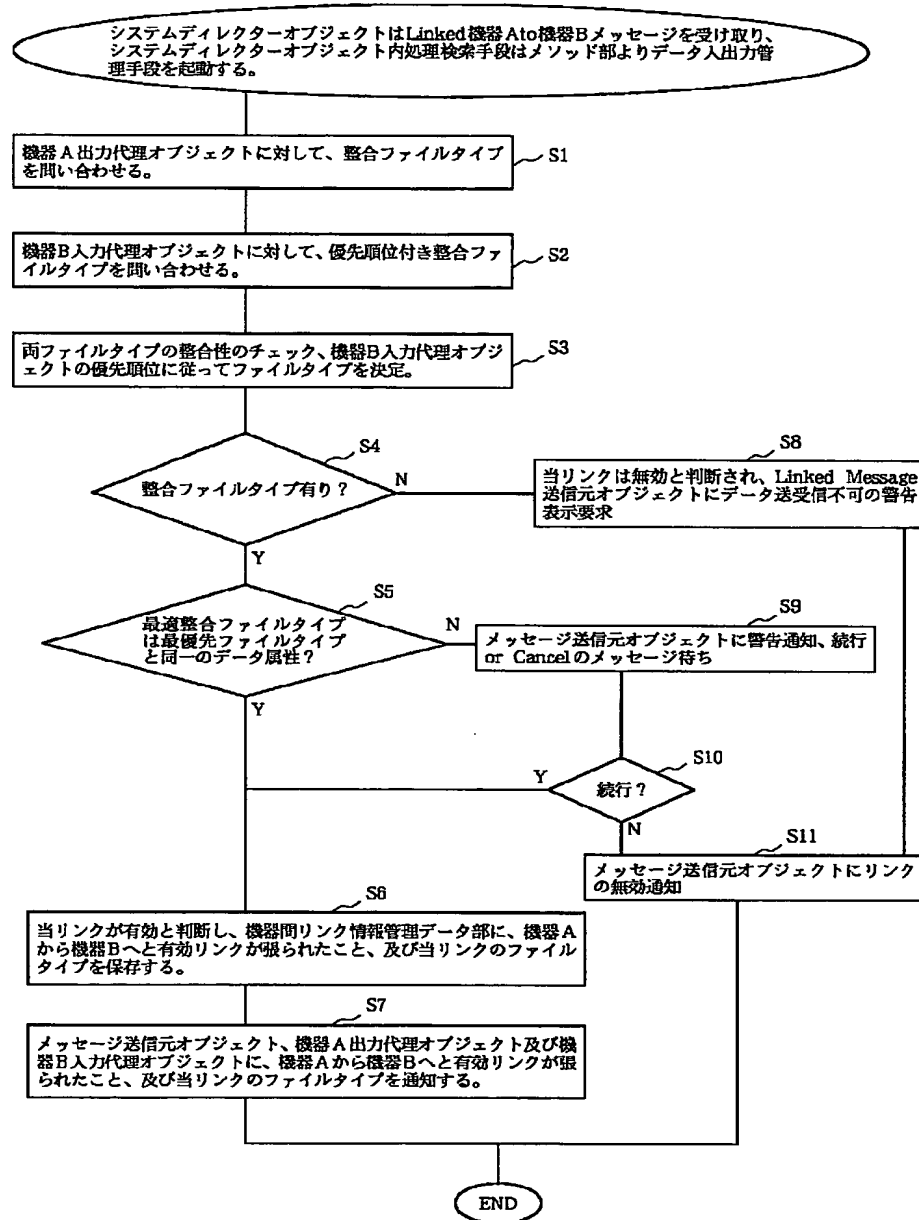 システムディレクターオブジェクトはLinked機器Ato機器Bメッセージを受け取り、
システムディレクターオブジェクト内処理検索手段はメソッド部よりデータ入出力管
理手段を起動する。
機器A出力代理オブジェクトに対して、整合ファイルタイプ
を問い合わせる。
S1
機器B入力代理オブジェクトに対して、優先順位付き整合ファ
イルタイプを問い合わせる。
S2
両ファイルタイプの整合性のチェック、機器B入力代理オブジ
ェクトの優先順位に従ってファイルタイプを決定。
S3
S4
整合ファイルタイプ有り？
N
Y
S8
当リンクは無効と判断され、Linked Message
送信元オブジェクトにデータ送受信不可の警告
表示要求
S5
最適整合ファイルタイプ
は最優先ファイルタイプ
と同一のデータ属性？
N
Y
S9
メッセージ送信元オブジェクトに警告通知、続行
or Cancelのメッセージ待ち
S10
続行？
Y
N
S11
メッセージ送信元オブジェクトにリンク
の無効通知
S6
当リンクが有効と判断し、機器間リンク情報管理データ部に、機器A
から機器Bへと有効リンクが張られたこと、及び当リンクのファイル
タイプを保存する。
S7
メッセージ送信元オブジェクト、機器A出力代理オブジェクト及び機
器B入力代理オブジェクトに、機器Aから機器Bへと有効リンクが張
られたこと、及び当リンクのファイルタイプを通知する。
END